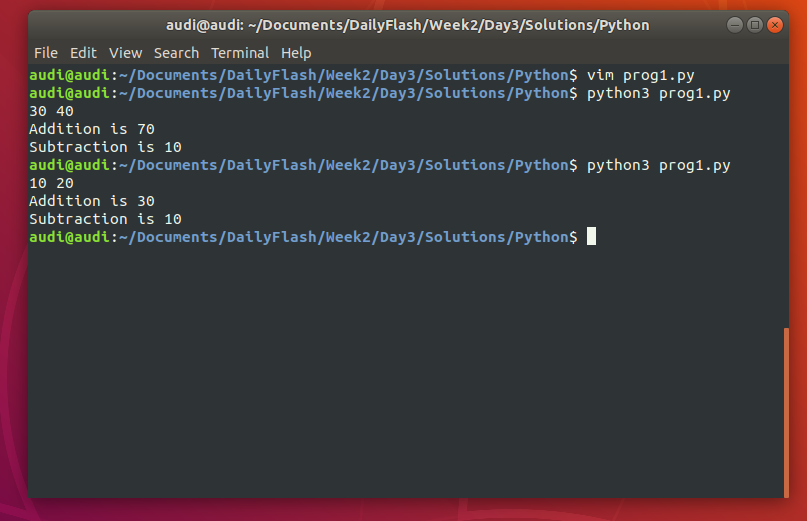 audi@audi: ~/Documents/DailyFlash/Week2/Day3/Solutions/Python
File Edit View Search Terminal Help
audi@audi:~/Documents/DailyFlash/Week2/Day3/Solutions/Python$ vim prog1.py
audi@audi:~/Documents/DailyFlash/Week2/Day3/Solutions/Python$ python3 prog1.py
30 40
Addition is 70
Subtraction is 10
audi@audi:~/Documents/DailyFlash/Week2/Day3/Solutions/Python$ python3 prog1.py
10 20
Addition is 30
Subtraction is 10
audi@audi:~/Documents/DailyFlash/Week2/Day3/Solutions/Python$